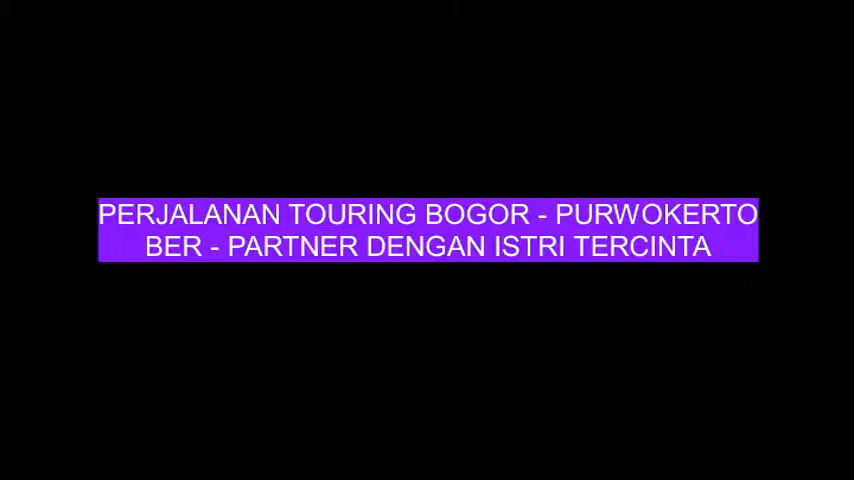 PERJALANAN TOURING BOGOR - PURWOKERTO
BER - PARTNER DENGAN ISTRI TERCINTA